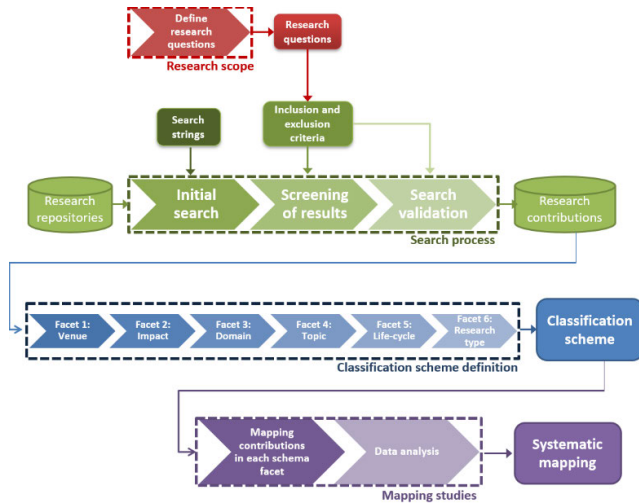 Define
research
questions
Research
questions
Research scope
Search
strings
Inclusion and
exclusion
criteria
Research
repositories
Initial
search
Screening
of results
Search
validation
Research
contributions
Search process
Facet 1:
Venue
Facet 2:
Impact
Facet 3:
Domain
Facet 4:
Topic
Facet 5:
Life-cycle
Facet 6:
Research
type
Classification
scheme
Classification scheme definition
Mapping
contributions
in each schema
facet
Data analysis
Systematic
mapping
Mapping studies